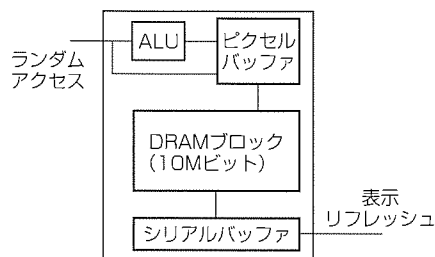 ALU
ピクセル
バッファ
ランダム
アクセス
DRAMブロック
(10Mビット)
表示
リフレッシュ
シリアルバッファ